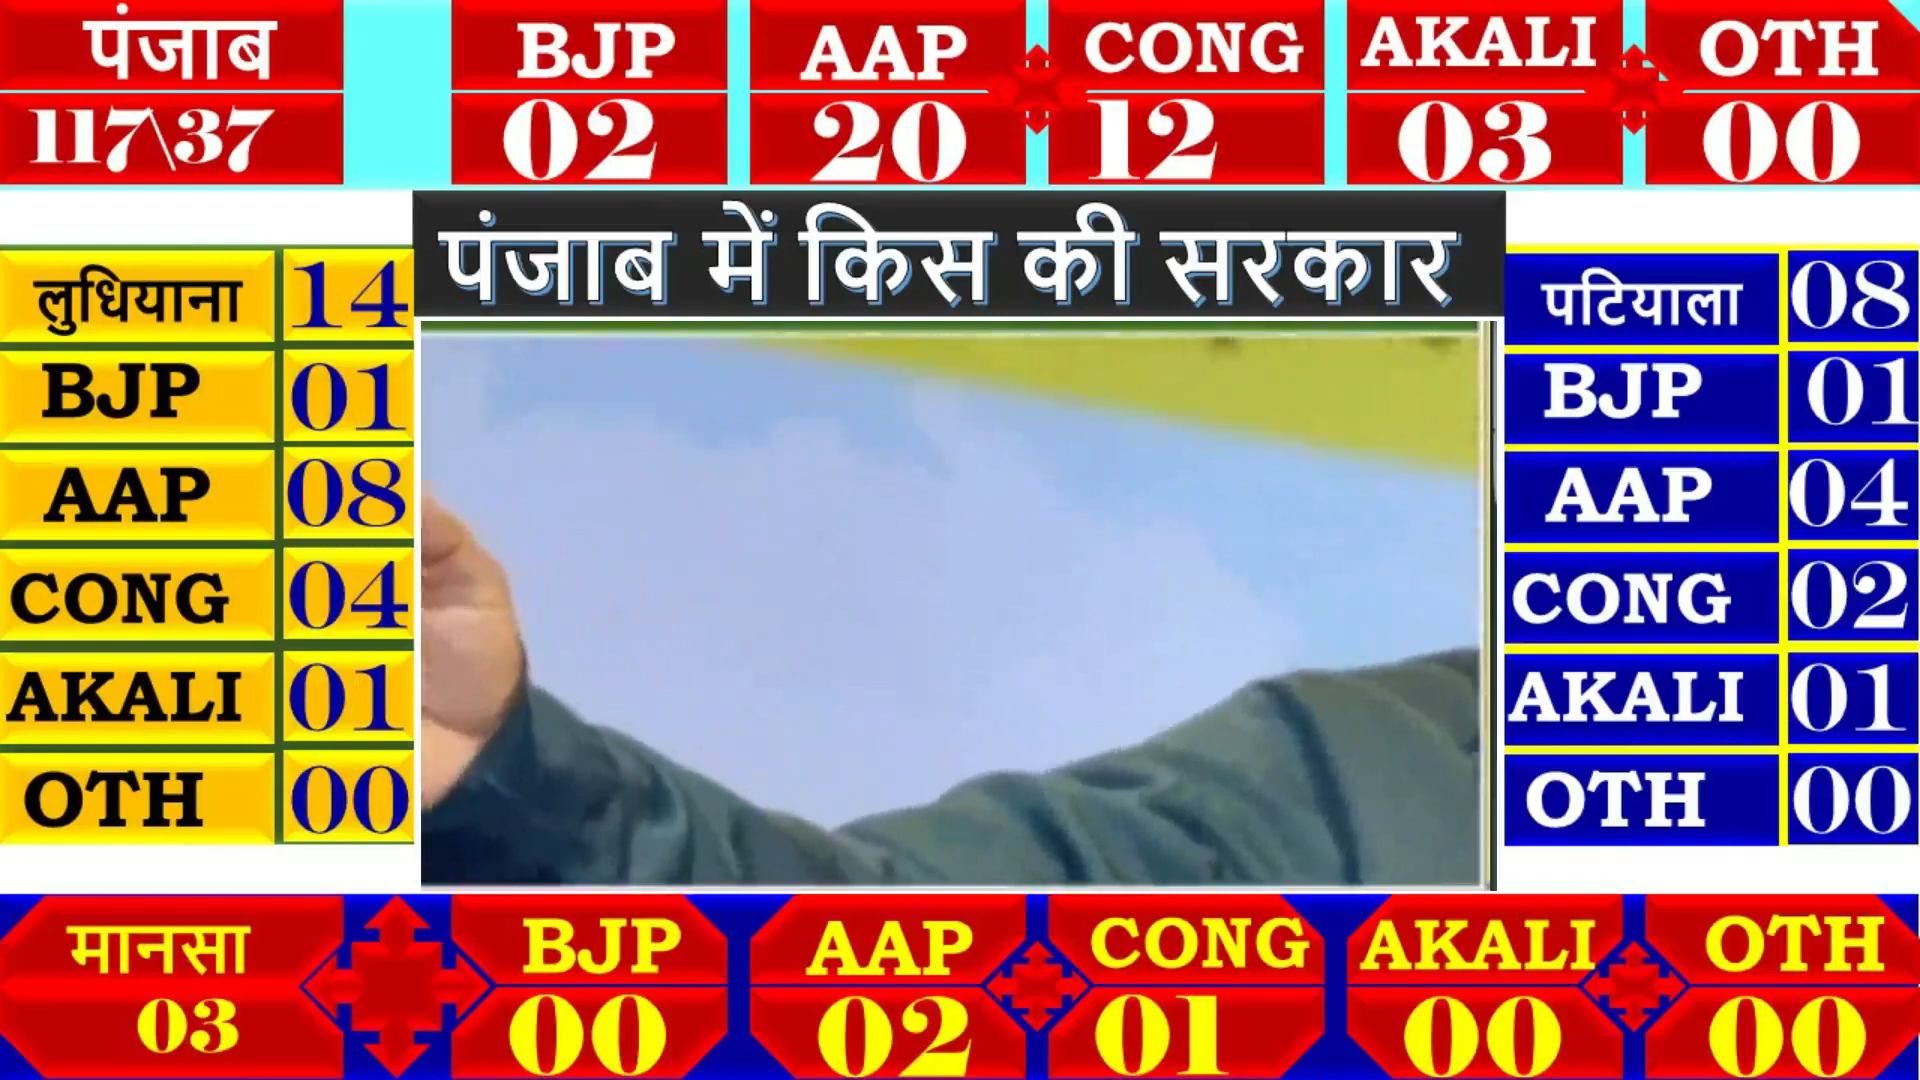 पंजाब BJP AAP CONG AKALI OTH
117\37 02 20 12 03 00
पंजाब में किस की सरकार
लुधियाना 14
BJP 01
AAP 08
CONG 04
AKALI 01
OTH 00
पटियाला 08
BJP 01
AAP 04
CONG 02
AKALI 01
OTH 00
मानसा BJP AAP CONG AKALI OTH
03 00 02 01 00 00